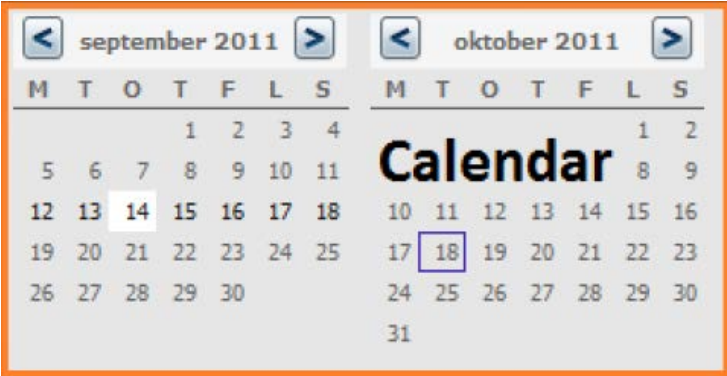 < september 2011 >
M T O T F L S
1 2 3 4
5 6 7 8 9 10 11
12 13 14 15 16 17 18
19 20 21 22 23 24 25
26 27 28 29 30
< oktober 2011 >
M T O T F L S
1 2
Calendar 8 9
10 11 12 13 14 15 16
17 18 19 20 21 22 23
24 25 26 27 28 29 30
31